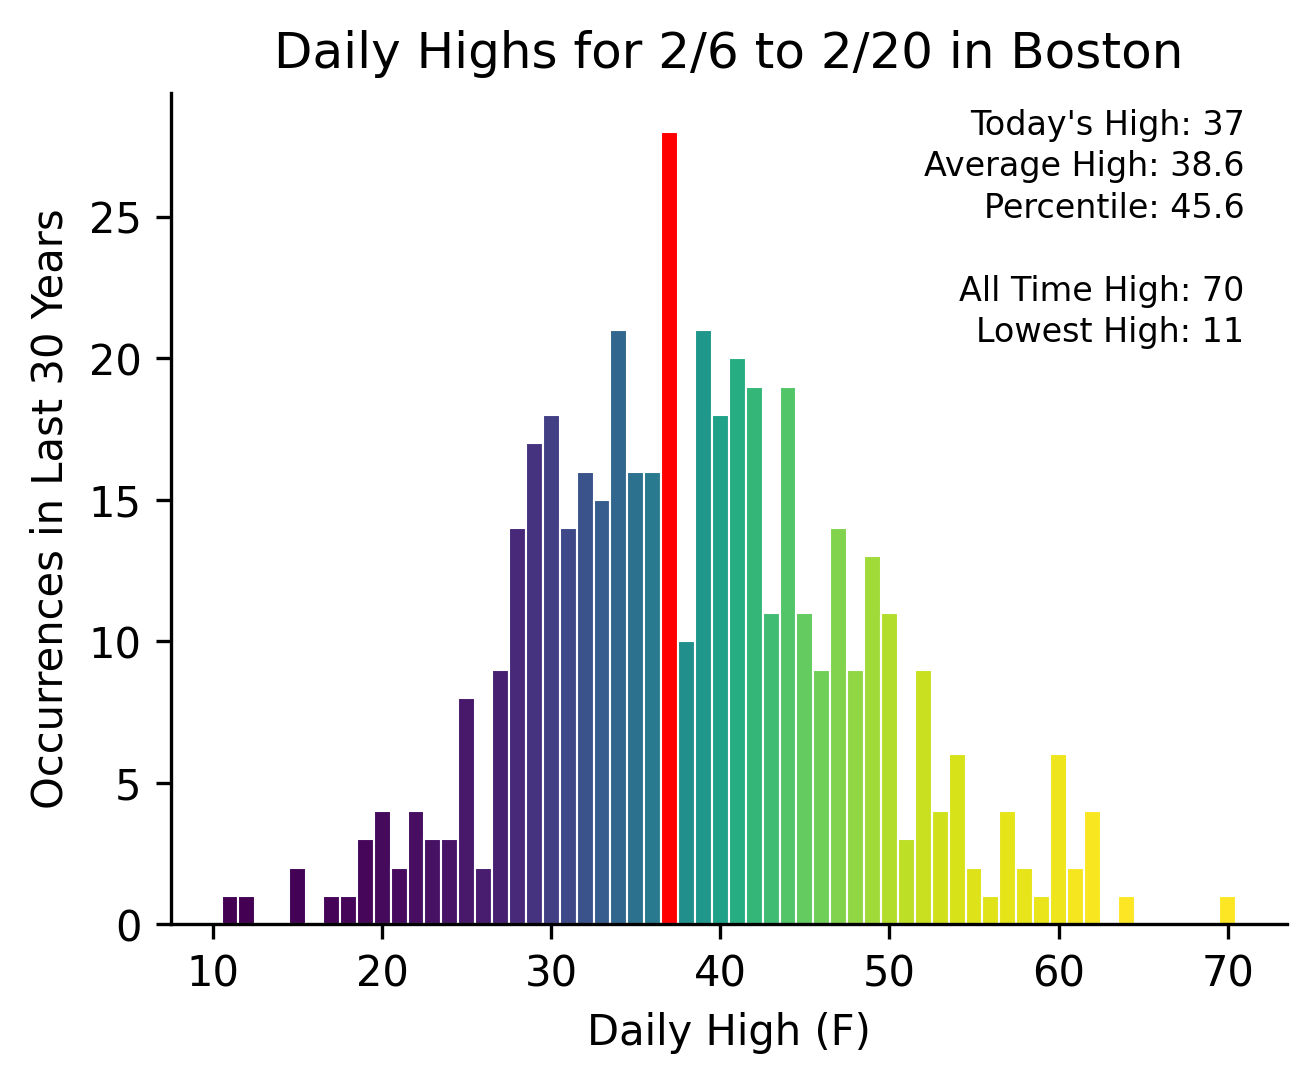 Daily Highs for 2/6 to 2/20 in Boston
Today's High: 37
Average High: 38.6
Percentile: 45.6
All Time High: 70
Lowest High: 11
Occurrences in Last 30 Years
25
20
15
10
5
0
10 20 30 40 50 60 70
Daily High (F)